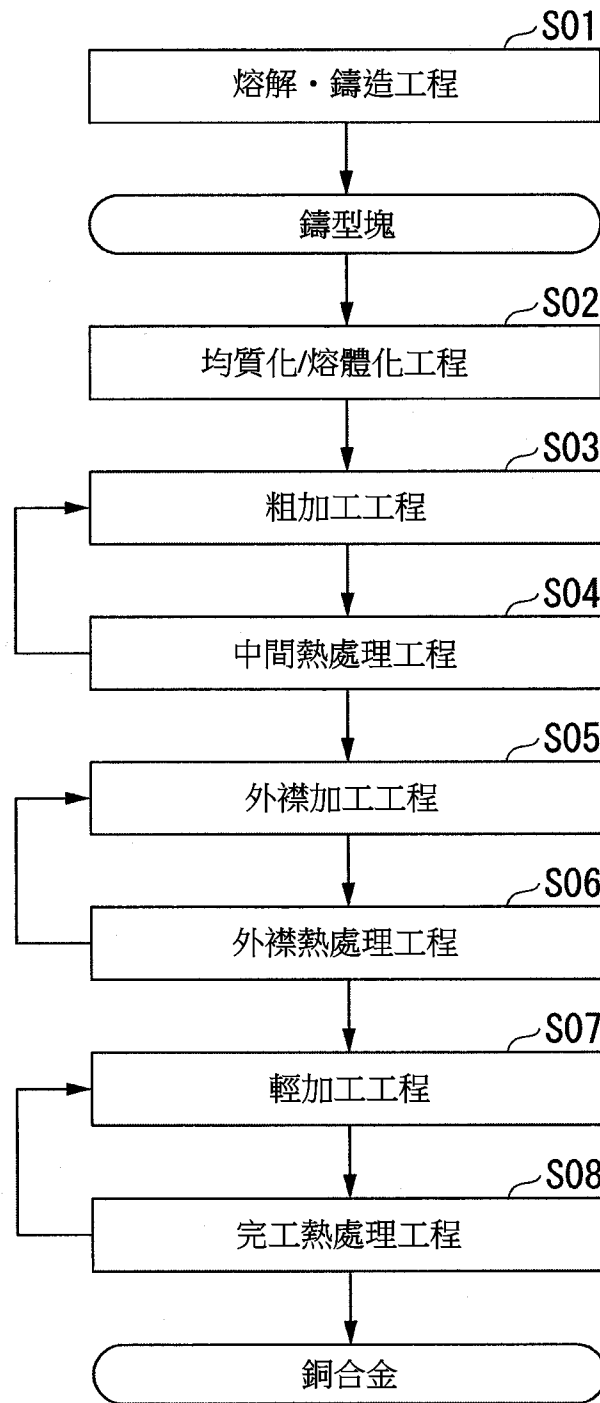 S01
熔解・鑄造工程
鑄型塊
S02
均質化/熔體化工程
S03
粗加工工程
S04
中間熱處理工程
S05
外襟加工工程
S06
外襟熱處理工程
S07
輕加工工程
S08
完工熱處理工程
銅合金